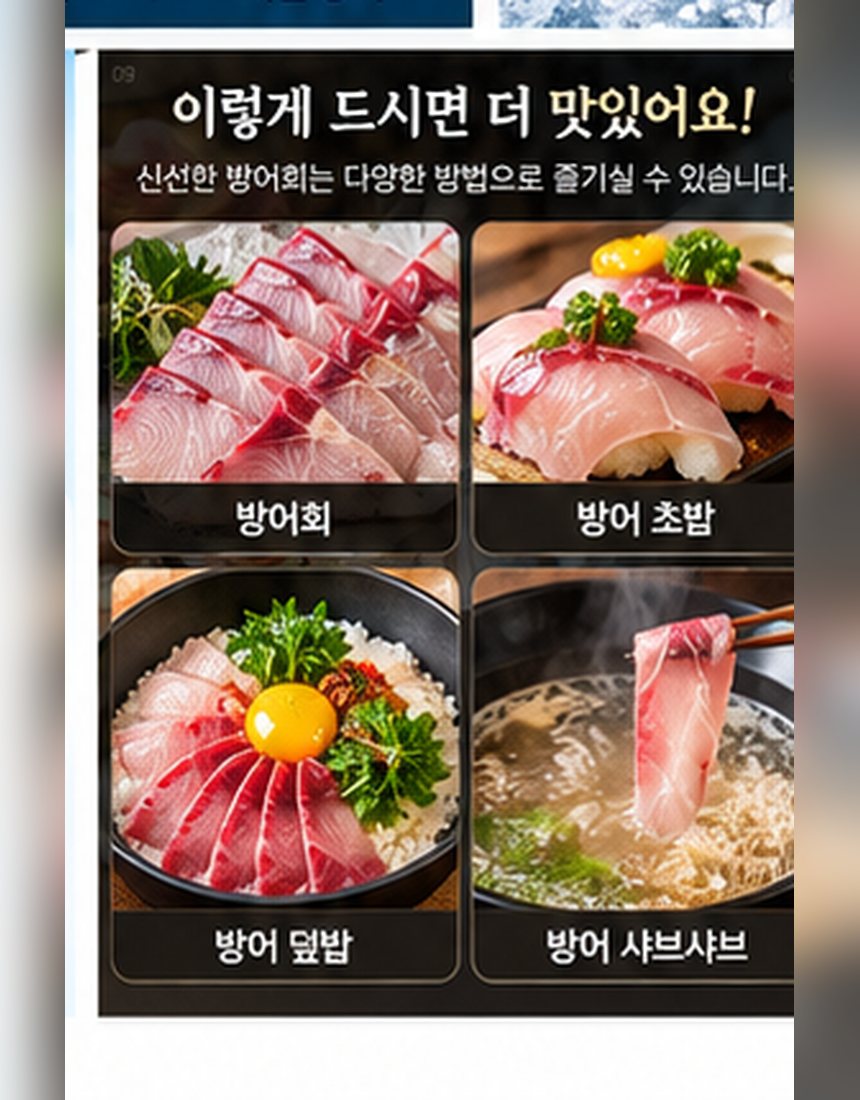 09
이렇게 드시면 더 맛있어요!
신선한 방어회는 다양한 방법으로 즐기실 수 있습니다.
방어회
방어 초밥
방어 덮밥
방어 샤브샤브